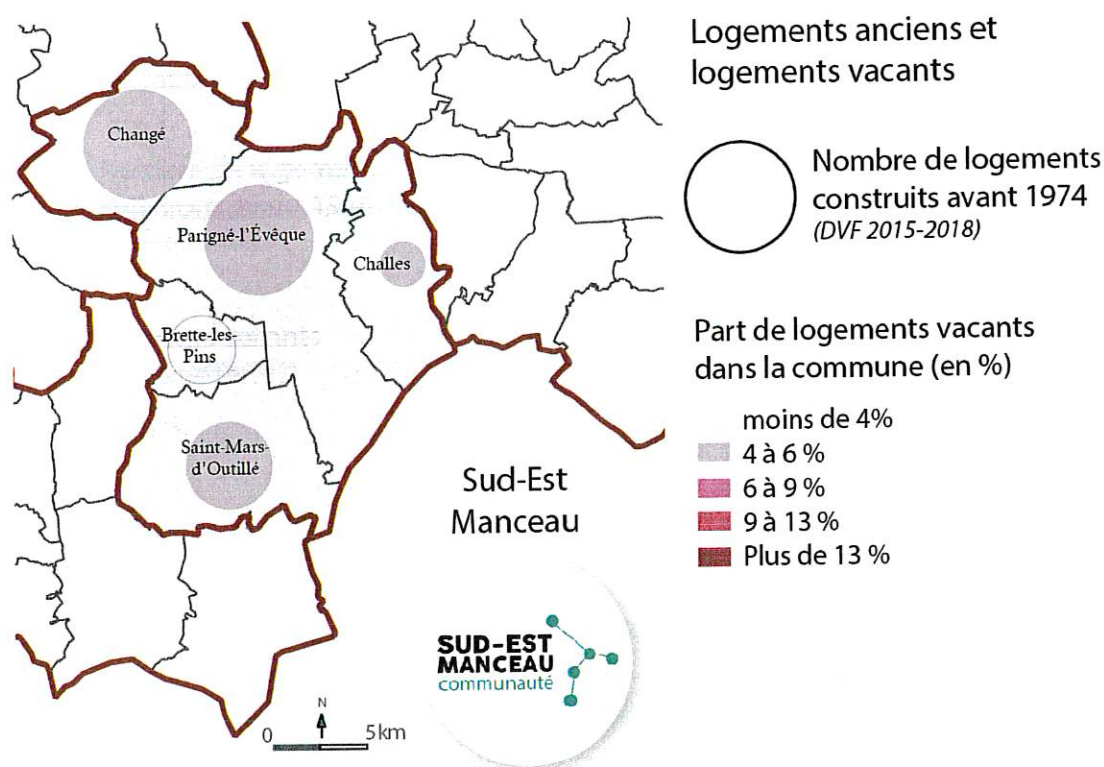 Logements anciens et
logements vacants
Nombre de logements
construits avant 1974
(DVF 2015-2018)
Part de logements vacants
dans la commune (en %)
moins de 4%
4 à 6 %
6 à 9 %
9 à 13 %
Plus de 13 %
Changé
Parigné-l'Évêque
Challes
Brette-les-
Pins
Saint-Mars-
d'Outillé
Sud-Est
Manceau
SUD-EST
MANCEAU
communauté
N
0 5km